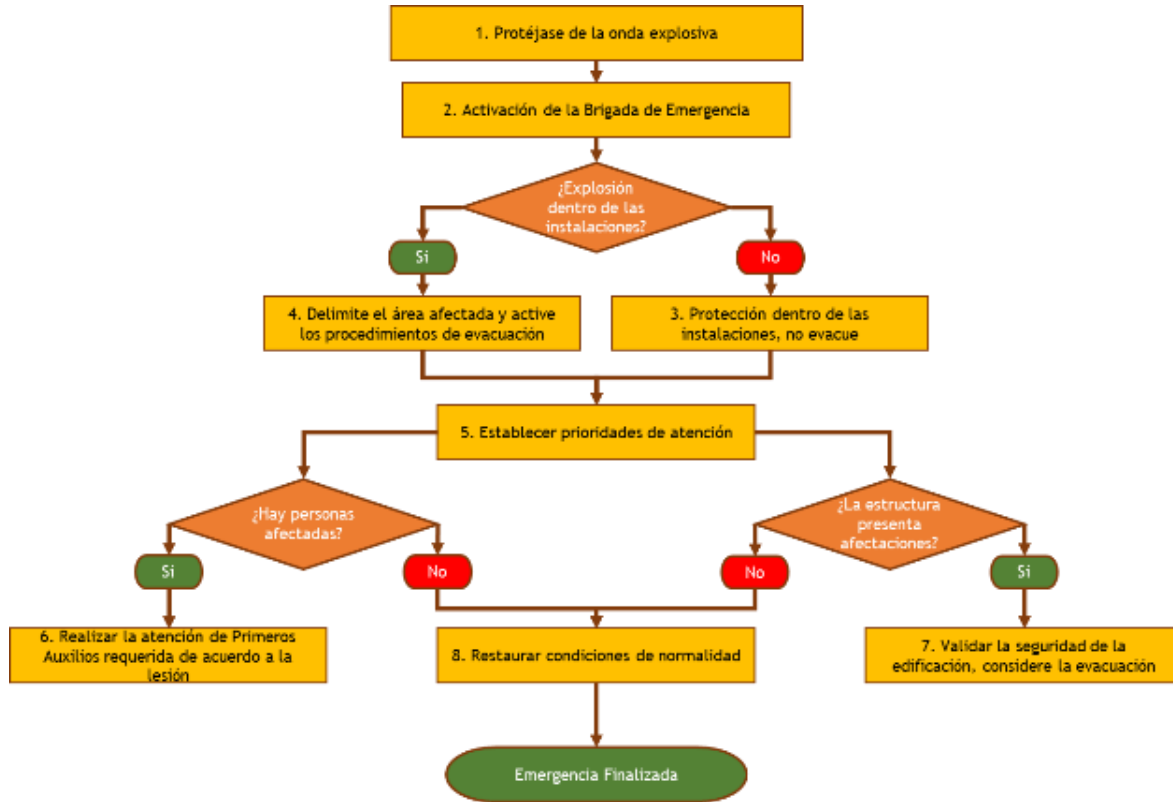 1. Protéjase de la onda explosiva
2. Activación de la Brigada de Emergencia
¿Explosión
dentro de las
instalaciones?
Si
No
4. Delimite el área afectada y active
los procedimientos de evacuación
3. Protección dentro de las
instalaciones, no evacue
5. Establecer prioridades de atención
¿Hay personas
afectadas?
¿La estructura
presenta
afectaciones?
Si
No
No
Si
6. Realizar la atención de Primeros
Auxilios requerida de acuerdo a la
lesión
8. Restaurar condiciones de normalidad
7. Validar la seguridad de la
edificación, considere la evacuación
Emergencia Finalizada